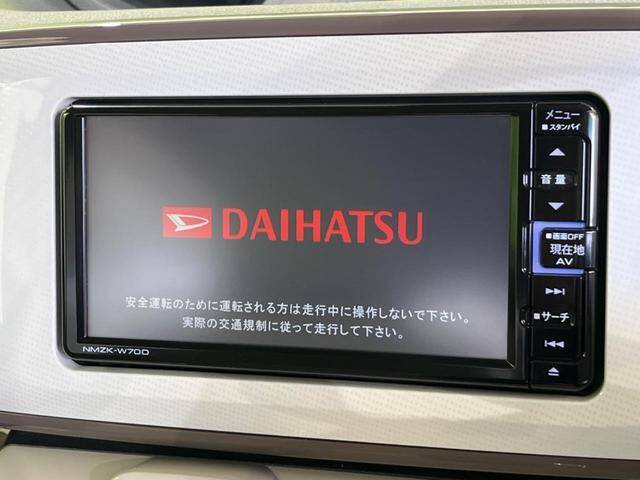 DAIHATSU
安全運転のために運転される方は走行中に操作しないで下さい。
実際の交通規制に従って走行して下さい。
NMZK-W70D
メニュー
■スタンバイ
音量
■画面OFF
現在地
AV
■サーチ